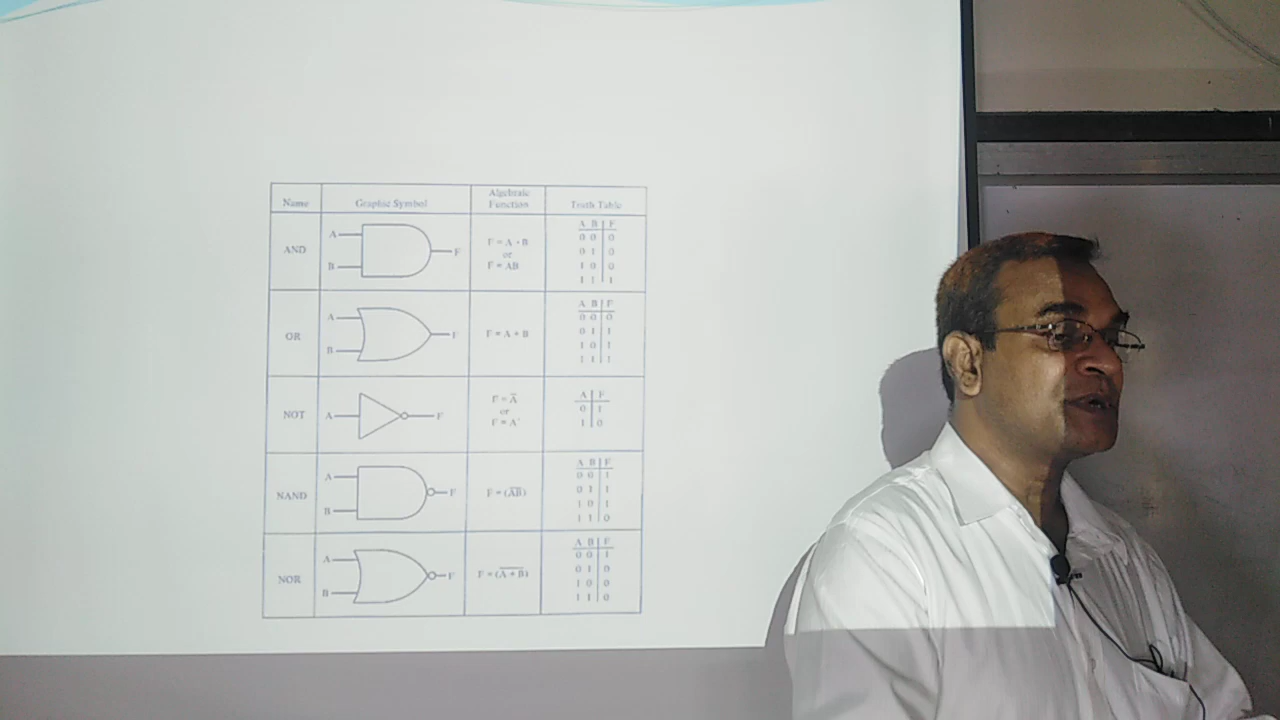 Name Graphic Symbol Algebraic Function Truth Table
AND
A
B
F
F = A • B
or
F = AB
A B F
0 0 0
0 1 0
1 0 0
1 1 1
OR
A
B
F
F = A + B
A B F
0 0 0
0 1 1
1 0 1
1 1 1
NOT
A
F
F = A̅
or
F = A'
A F
0 1
1 0
NAND
A
B
F
F = (A̅B̅)
A B F
0 0 1
0 1 1
1 0 1
1 1 0
NOR
A
B
F
F = (A̅ +̅ B̅)
A B F
0 0 1
0 1 0
1 0 0
1 1 0